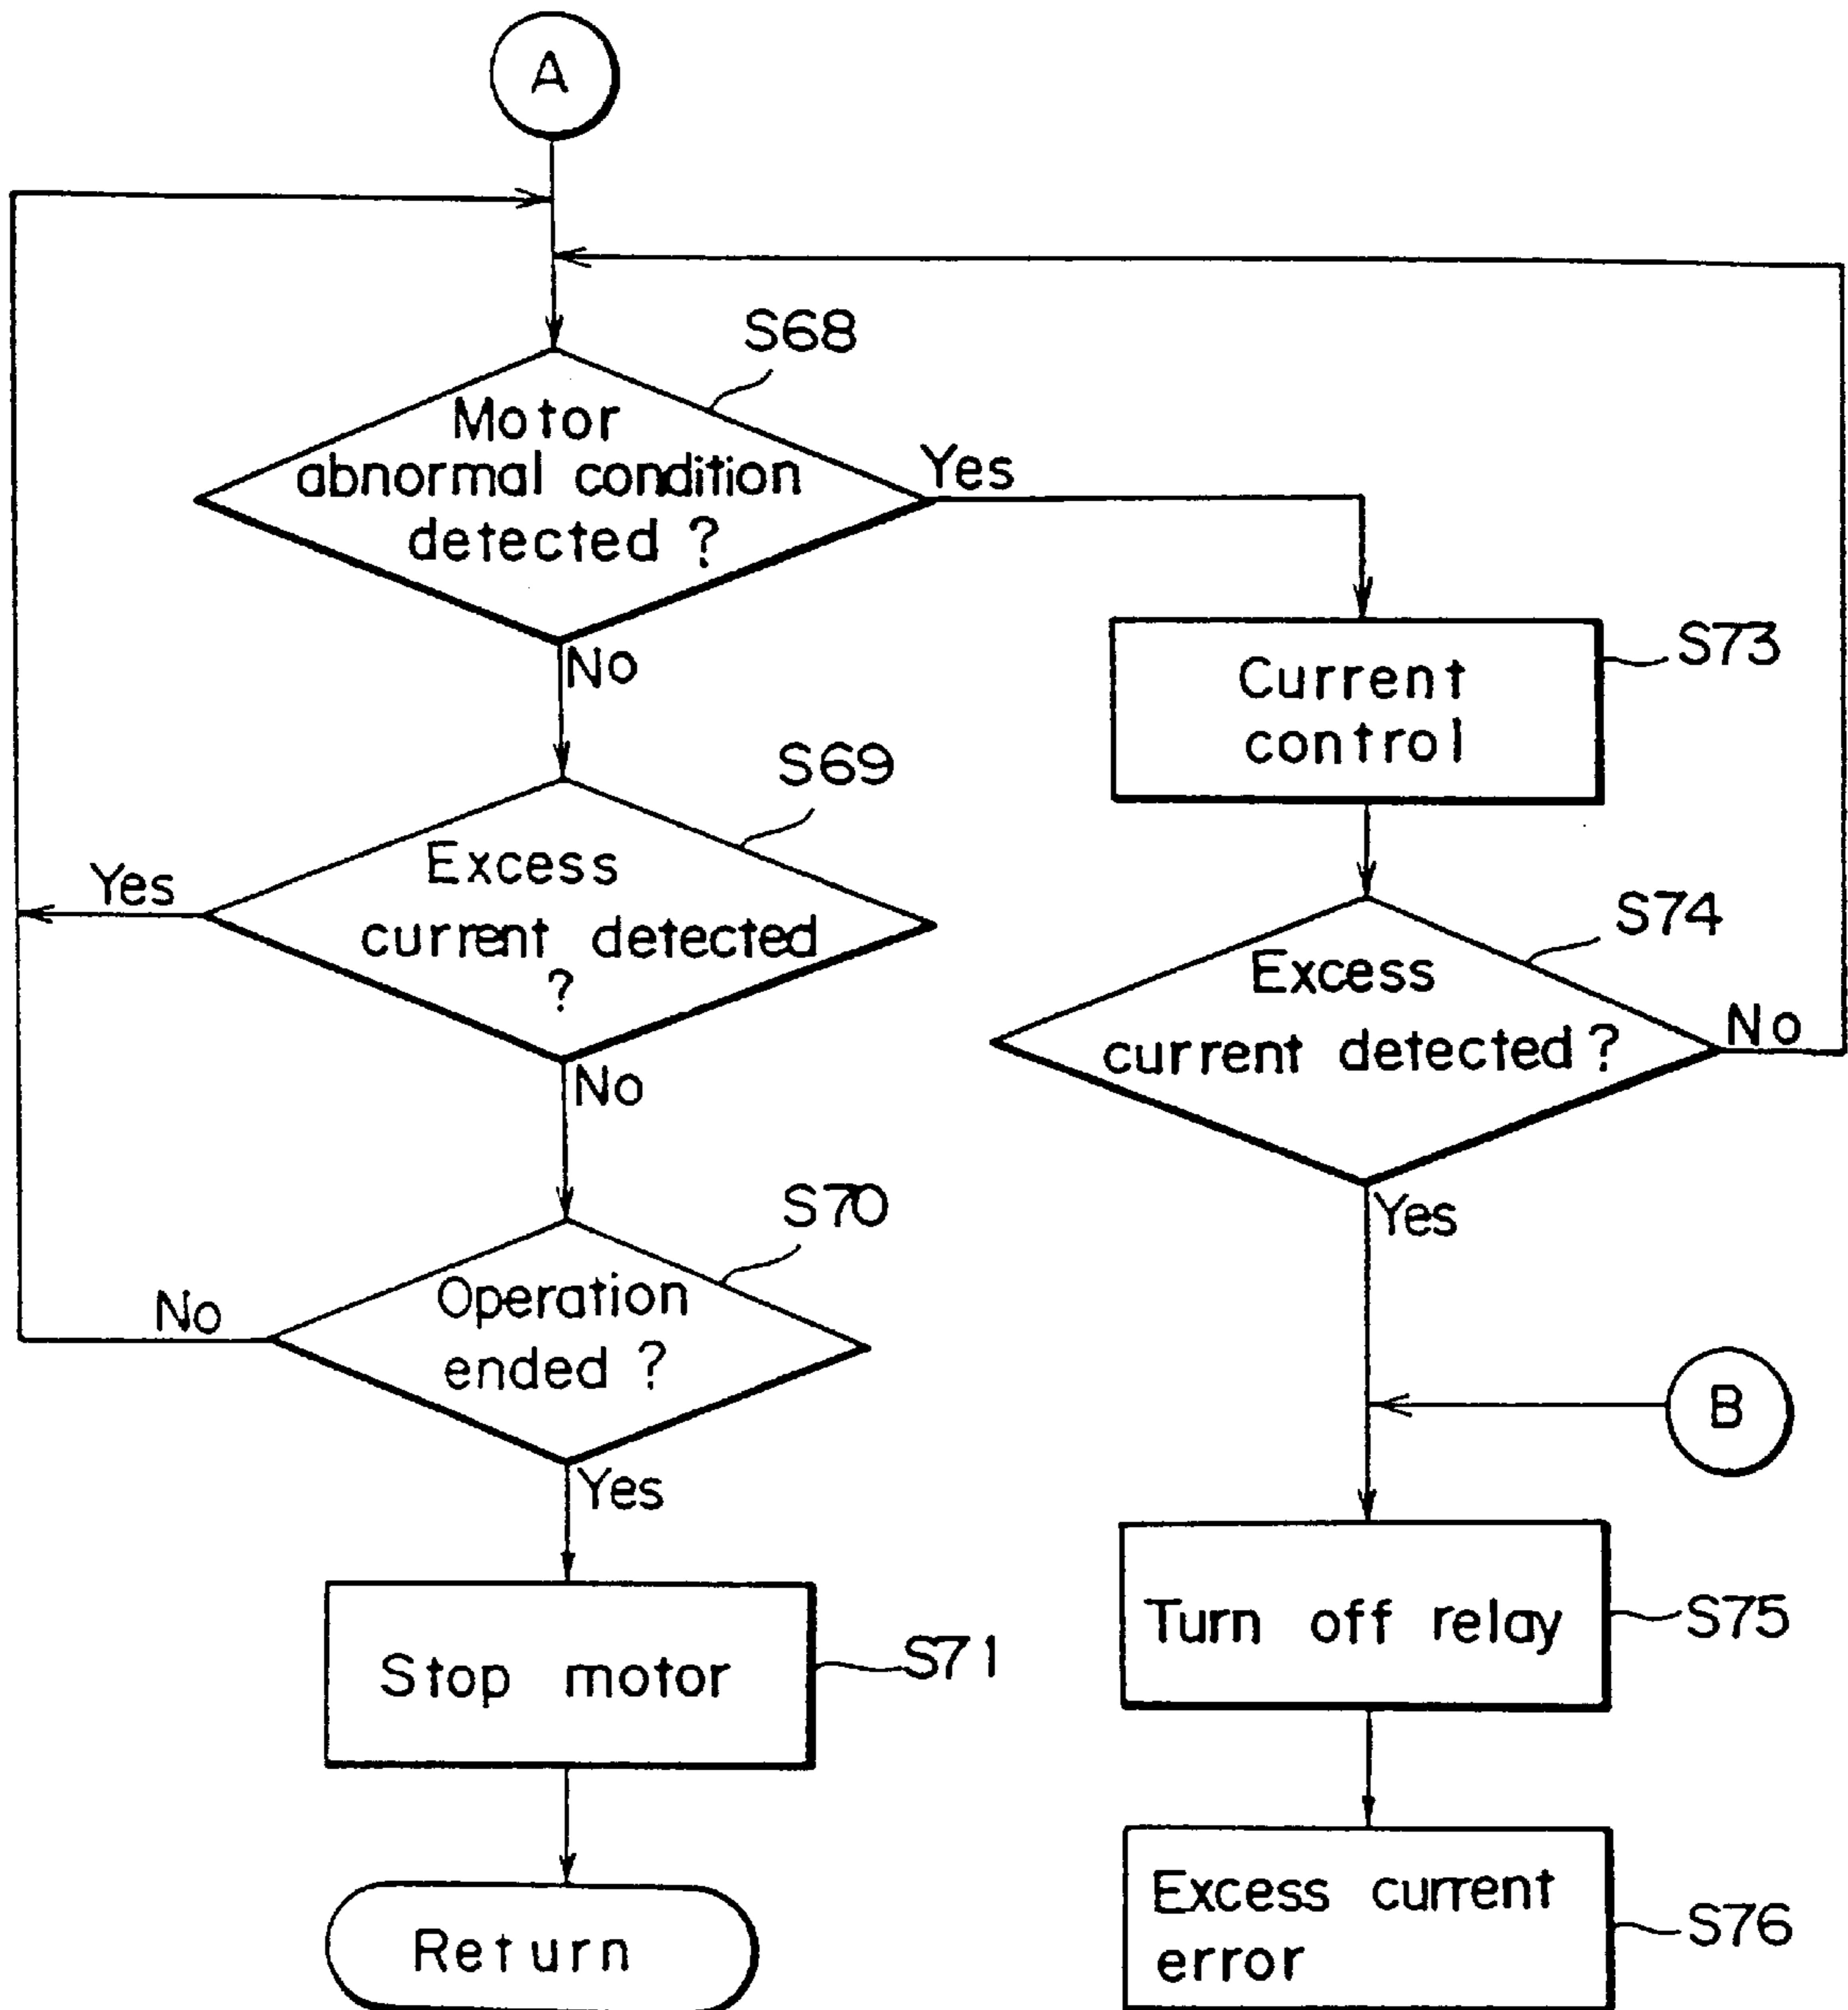 A
S68
Motor
abnormal condition
detected ?
Yes
No
S73
Current
control
S69
Excess
current detected
?
Yes
No
S74
Excess
current detected ?
No
Yes
S70
Operation
ended ?
No
Yes
B
S71
Stop motor
S75
Turn off relay
Return
S76
Excess current
error